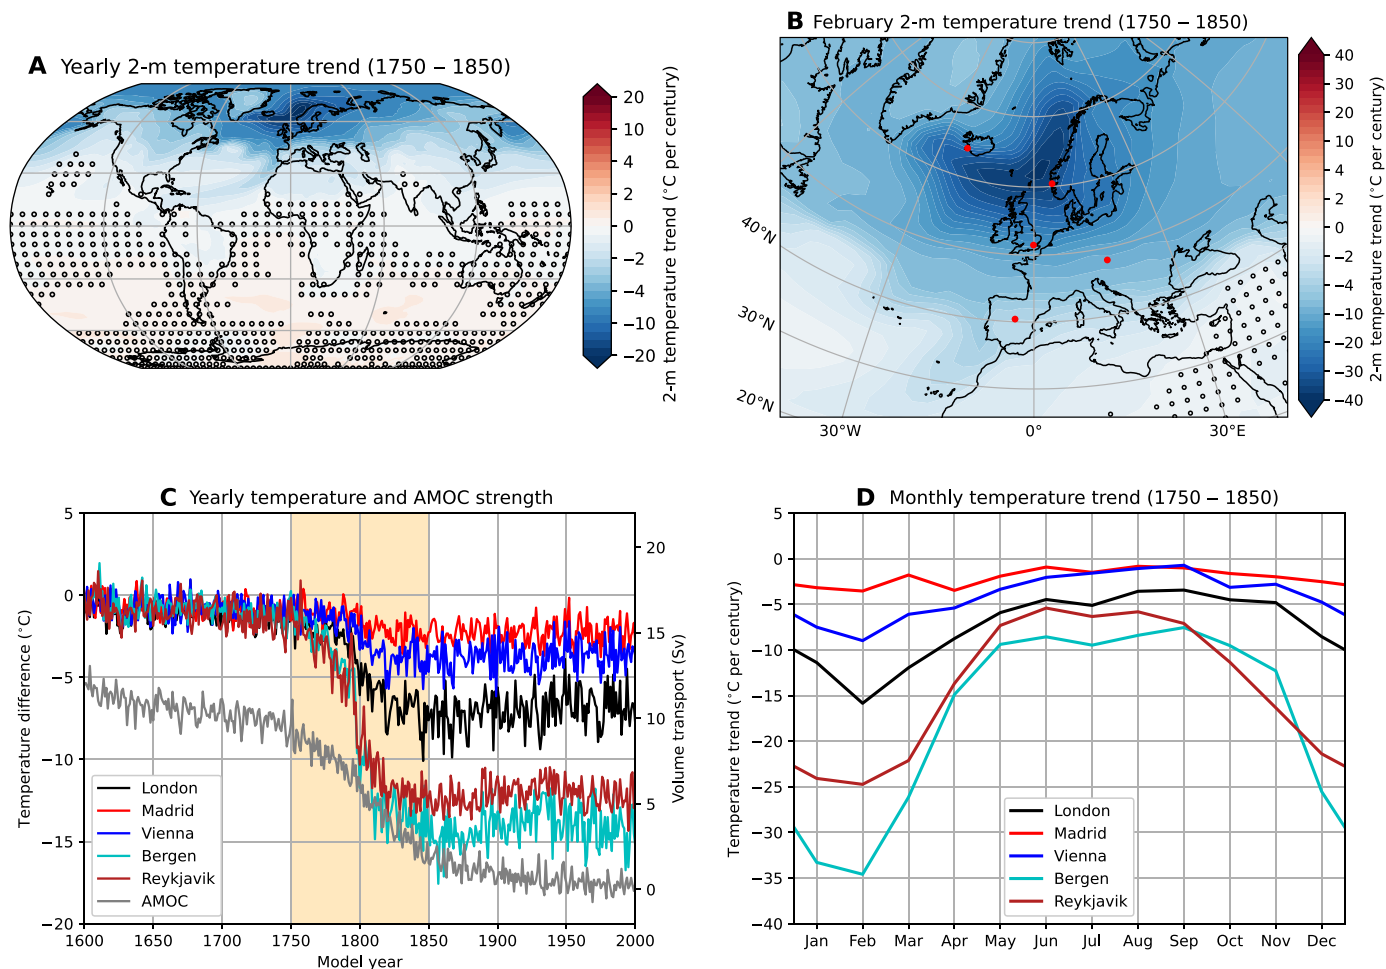 A Yearly 2-m temperature trend (1750 – 1850)
20
10
4
2
0
−2
−4
−10
−20
2-m temperature trend (°C per century)
B February 2-m temperature trend (1750 – 1850)
40°N
30°N
20°N
30°W
0°
30°E
40
30
20
10
4
2
0
−2
−4
−10
−20
−30
−40
2-m temperature trend (°C per century)
C Yearly temperature and AMOC strength
5
0
−5
−10
−15
−20
Temperature difference (°C)
20
15
10
5
0
Volume transport (Sv)
London
Madrid
Vienna
Bergen
Reykjavik
AMOC
1600
1650
1700
1750
1800
1850
1900
1950
2000
Model year
D Monthly temperature trend (1750 – 1850)
5
0
−5
−10
−15
−20
−25
−30
−35
−40
Temperature trend (°C per century)
London
Madrid
Vienna
Bergen
Reykjavik
Jan
Feb
Mar
Apr
May
Jun
Jul
Aug
Sep
Oct
Nov
Dec